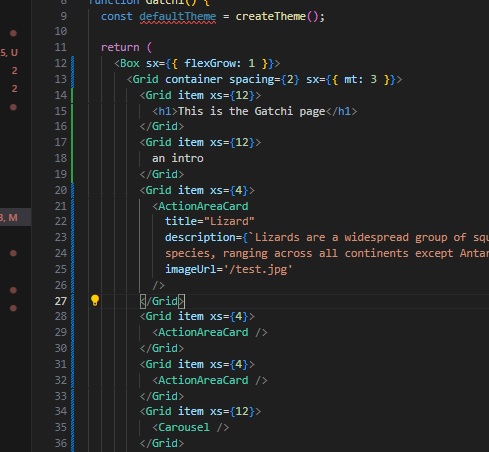 8 function Gatchi() {
9 const defaultTheme = createTheme();
10
11 return (
5, U
12 <Box sx={{ flexGrow: 1 }}>
2
13 <Grid container spacing={2} sx={{ mt: 3 }}>
2
14 <Grid item xs={12}>
15 <h1>This is the Gatchi page</h1>
16 </Grid>
17 <Grid item xs={12}>
18 an intro
19 </Grid>
20 <Grid item xs={4}>
21 <ActionAreaCard
3, M
22 title="Lizard"
23 description={`Lizards are a widespread group of squ
24 species, ranging across all continents except Antar
25 imageUrl='/test.jpg'
26 />
27 </Grid>
28 <Grid item xs={4}>
29 <ActionAreaCard />
30 </Grid>
31 <Grid item xs={4}>
32 <ActionAreaCard />
33 </Grid>
34 <Grid item xs={12}>
35 <Carousel />
36 </Grid>